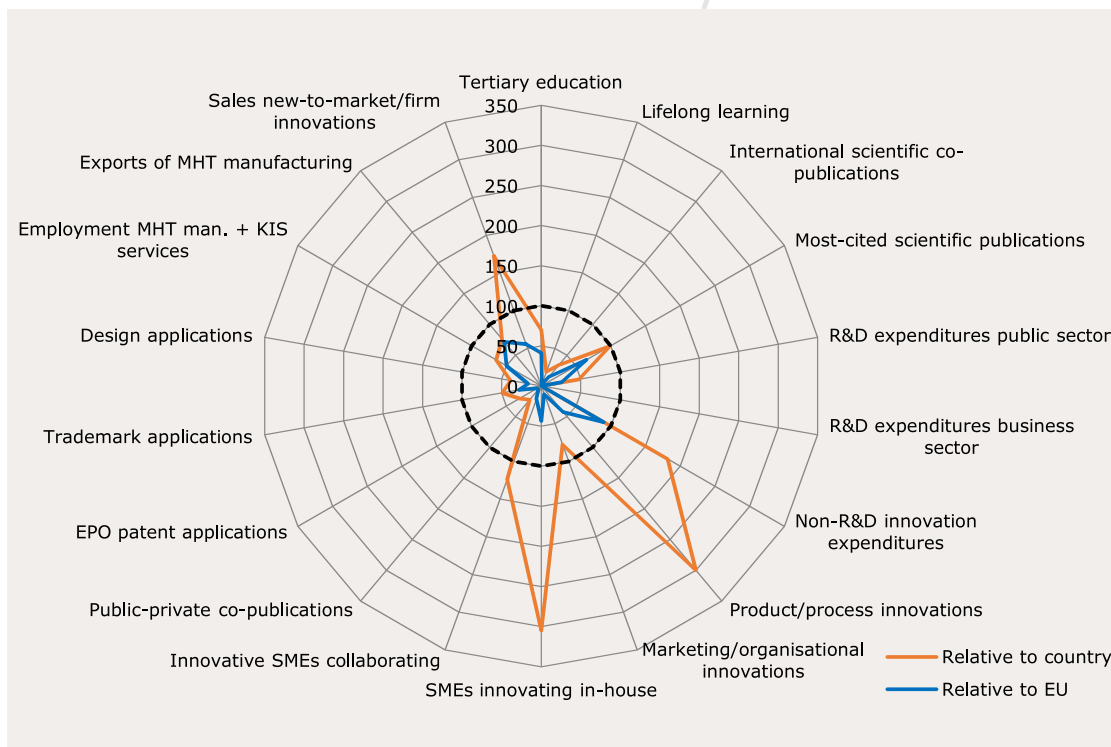 Tertiary education
Sales new-to-market/firm
innovations
Lifelong learning
Exports of MHT manufacturing
International scientific co-
publications
Employment MHT man. + KIS
services
Most-cited scientific publications
Design applications
R&D expenditures public sector
Trademark applications
R&D expenditures business
sector
EPO patent applications
Non-R&D innovation
expenditures
Public-private co-publications
Product/process innovations
Innovative SMEs collaborating
Marketing/organisational
innovations
SMEs innovating in-house
350
300
250
200
150
100
50
0
Relative to country
Relative to EU